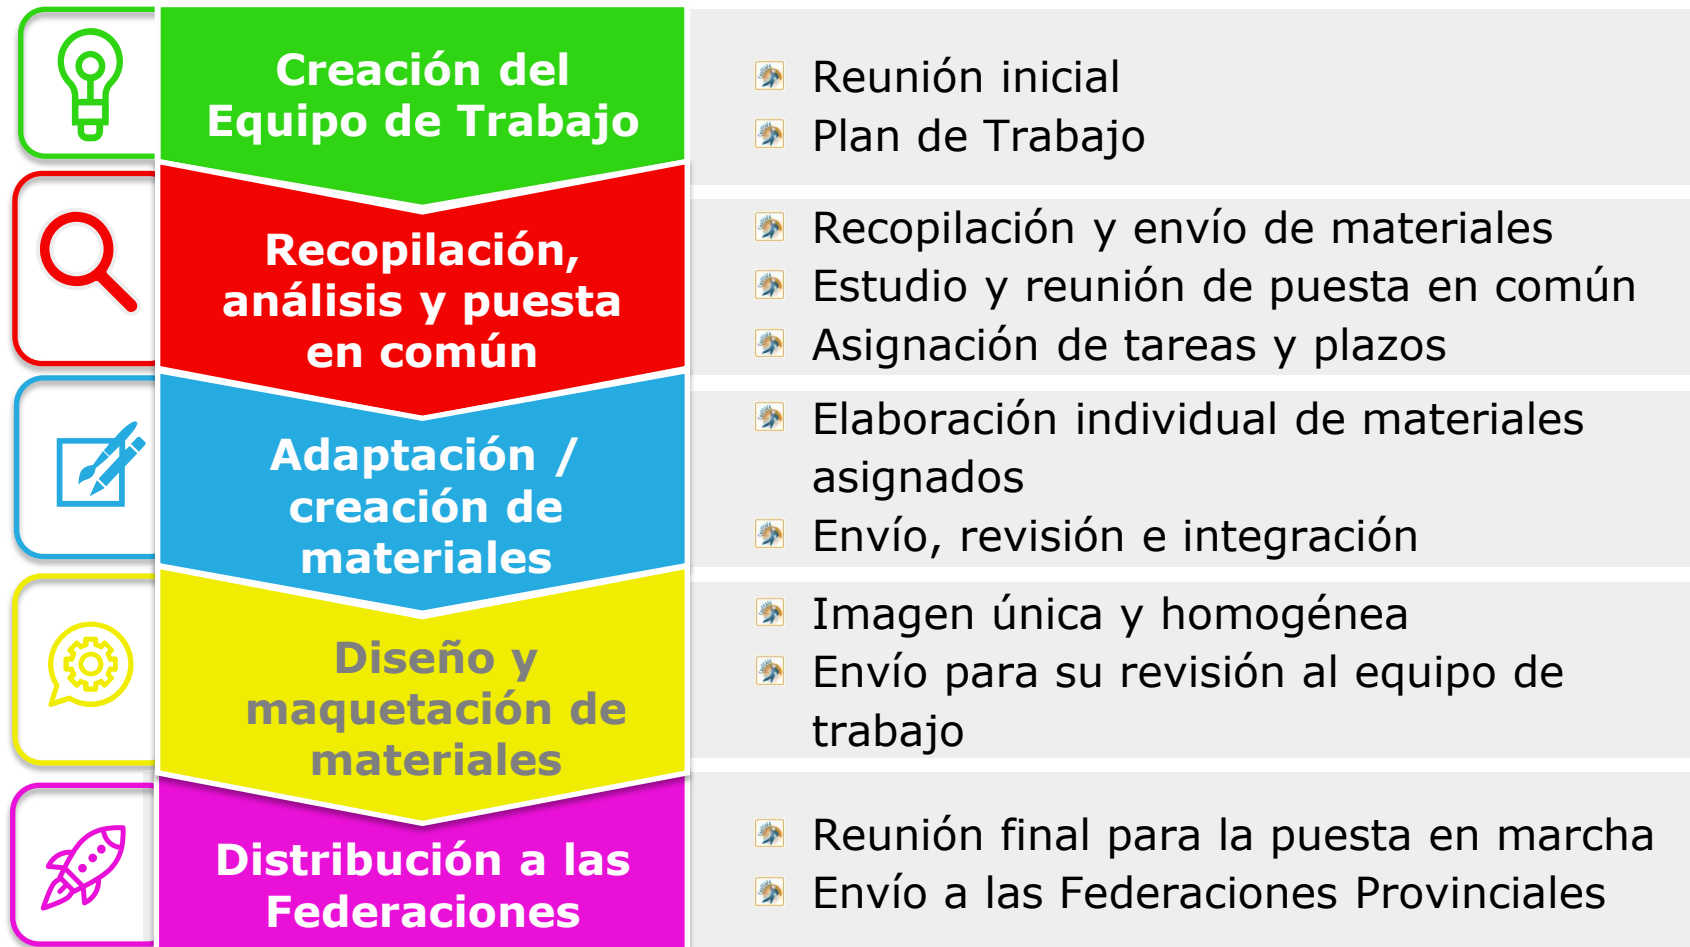 Creación del
Equipo de Trabajo
Reunión inicial
Plan de Trabajo
Recopilación,
análisis y puesta
en común
Recopilación y envío de materiales
Estudio y reunión de puesta en común
Asignación de tareas y plazos
Adaptación /
creación de
materiales
Elaboración individual de materiales
asignados
Envío, revisión e integración
Diseño y
maquetación de
materiales
Imagen única y homogénea
Envío para su revisión al equipo de
trabajo
Distribución a las
Federaciones
Reunión final para la puesta en marcha
Envío a las Federaciones Provinciales